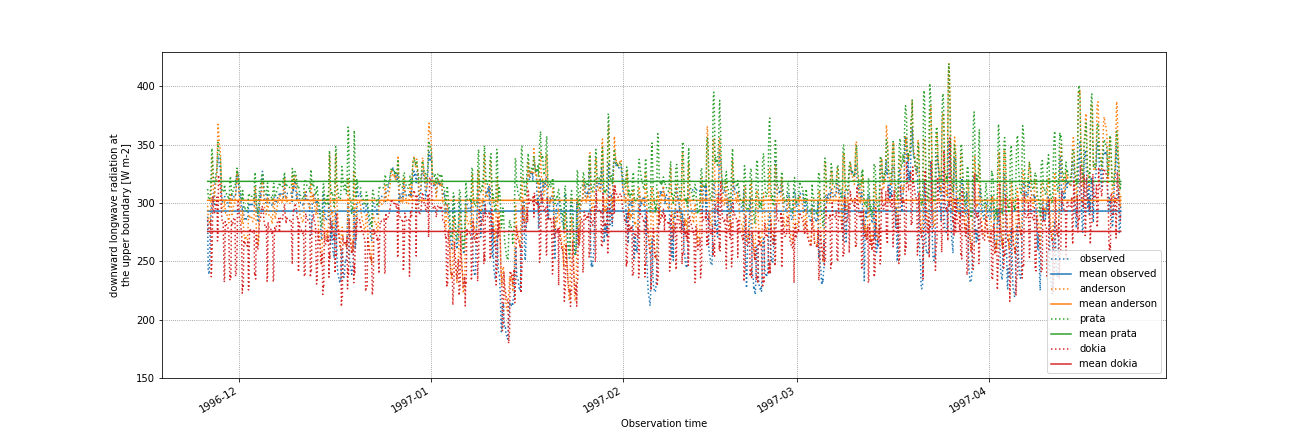 downward longwave radiation at
the upper boundary [W m-2]
400
350
300
250
200
150
1996-12
1997-01
1997-02
1997-03
1997-04
Observation time
observed
mean observed
anderson
mean anderson
prata
mean prata
dokia
mean dokia